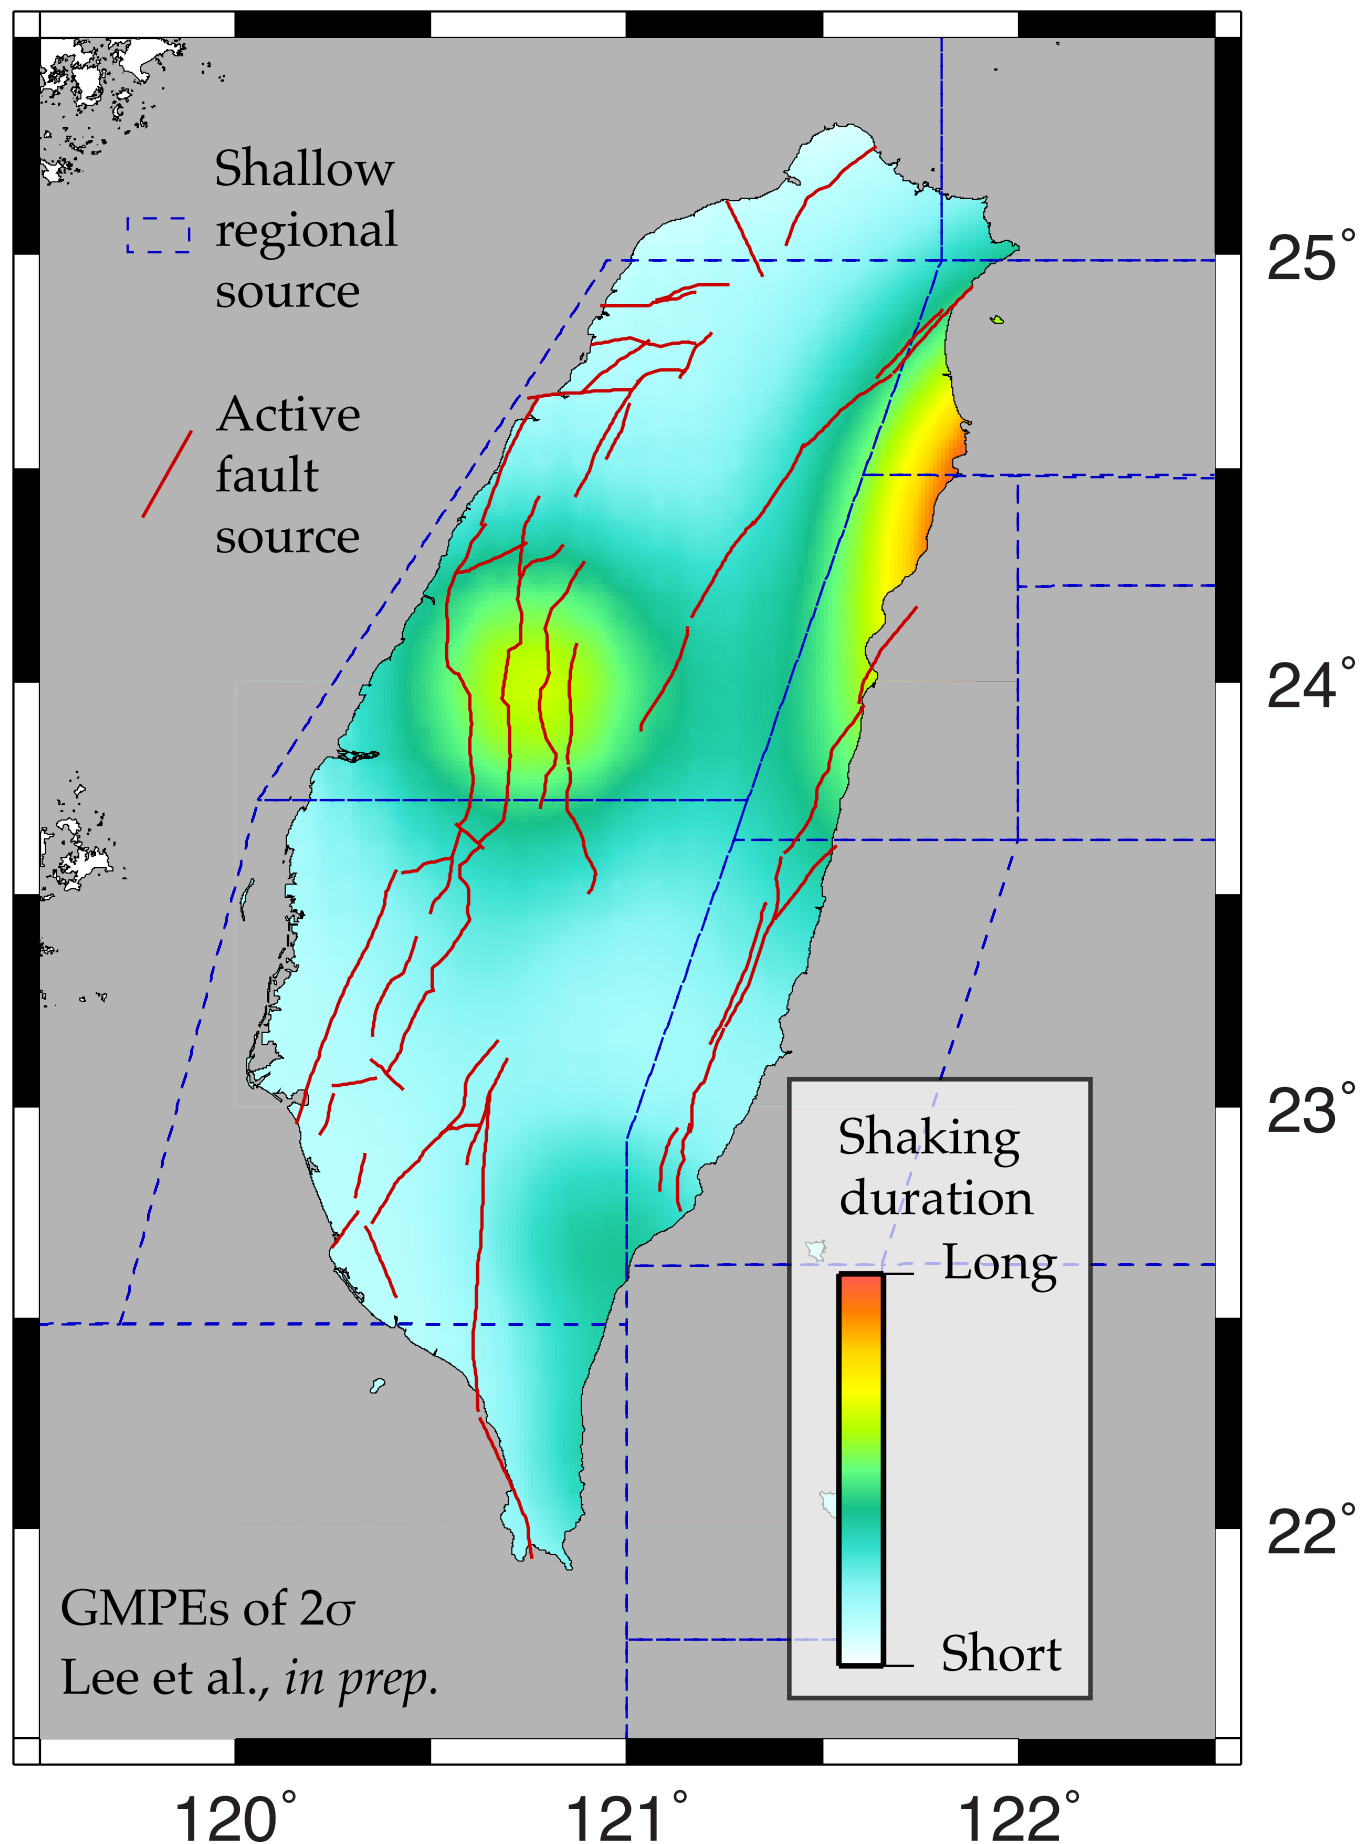 Shallow
regional
source
Active
fault
source
25°
24°
23°
22°
Shaking
duration
Long
Short
GMPEs of 2σ
Lee et al., in prep.
120°
121°
122°